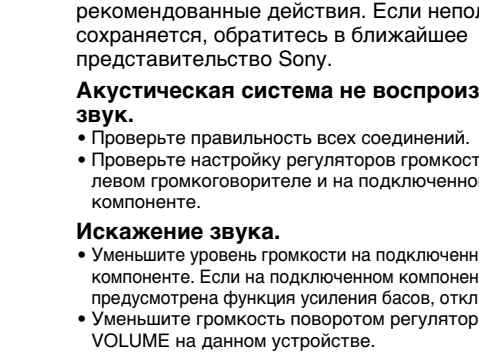 рекомендованные действия. Если непол
сохраняется, обратитесь в ближайшее
представительство Sony.
Акустическая система не воспроиз
звук.
• Проверьте правильность всех соединений.
• Проверьте настройку регуляторов громкост
левом громкоговорителе и на подключенно
компоненте.
Искажение звука.
• Уменьшите уровень громкости на подключенн
компоненте. Если на подключенном компонен
предусмотрена функция усиления басов, откл
• Уменьшите громкость поворотом регулятор
VOLUME на данном устройстве.